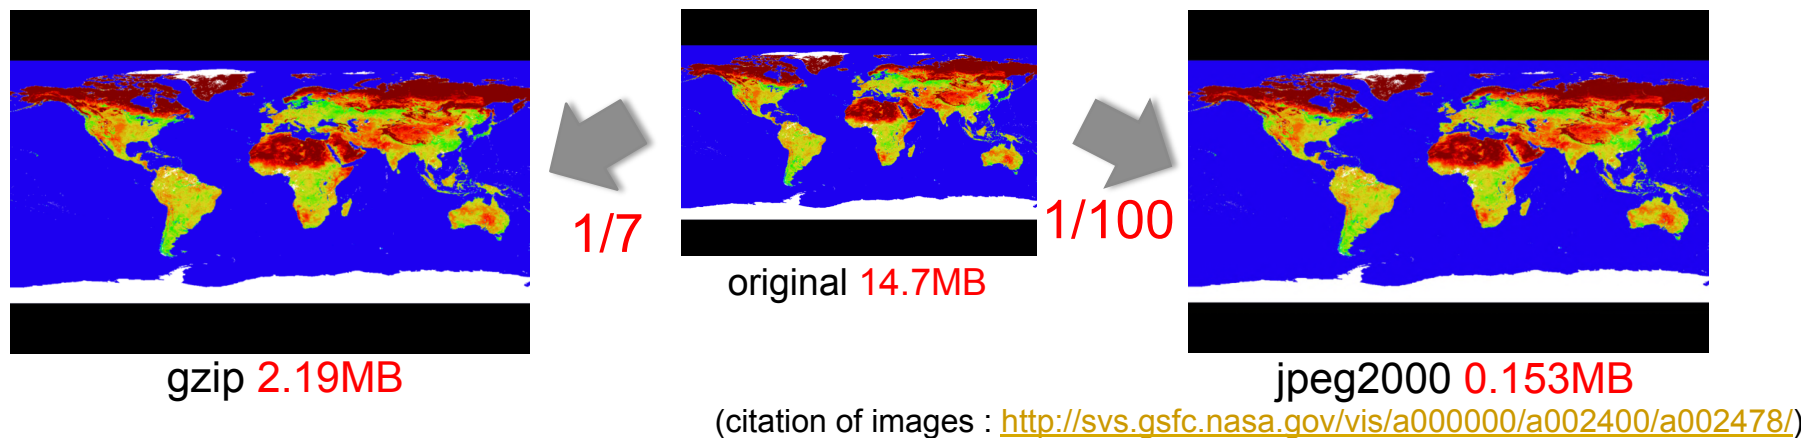 1/7
1/100
original 14.7MB
gzip 2.19MB
jpeg2000 0.153MB
(citation of images : http://svs.gsfc.nasa.gov/vis/a000000/a002400/a002478/)